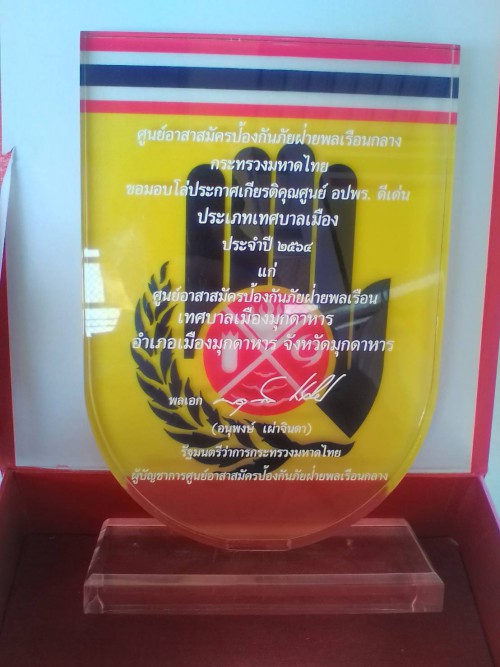 ศูนย์อาสาสมัครป้องกันภัยฝ่ายพลเรือนกลาง
กระทรวงมหาดไทย
ขอมอบโล่ประกาศเกียรติคุณศูนย์ อปพร. ดีเด่น
ประเภทเทศบาลเมือง
ประจำปี ๒๕๖๔
แก่
ศูนย์อาสาสมัครป้องกันภัยฝ่ายพลเรือน
เทศบาลเมืองมุกดาหาร
อำเภอเมืองมุกดาหาร จังหวัดมุกดาหาร
พลเอก
(อนุพงษ์ เผ่าจินดา)
รัฐมนตรีว่าการกระทรวงมหาดไทย
ผู้บัญชาการศูนย์อาสาสมัครป้องกันภัยฝ่ายพลเรือนกลาง